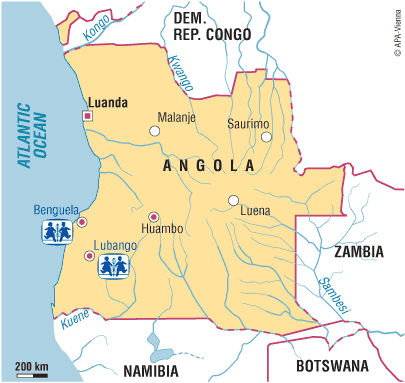 DEM.
REP. CONGO
© APA-Vienna
Kongo
Kwango
Luanda
Malanje
Saurimo
ATLANTIC
OCEAN
ANGOLA
Benguela
Huambo
Luena
Lubango
ZAMBIA
Sambesi
Kuene
200 km
NAMIBIA
BOTSWANA